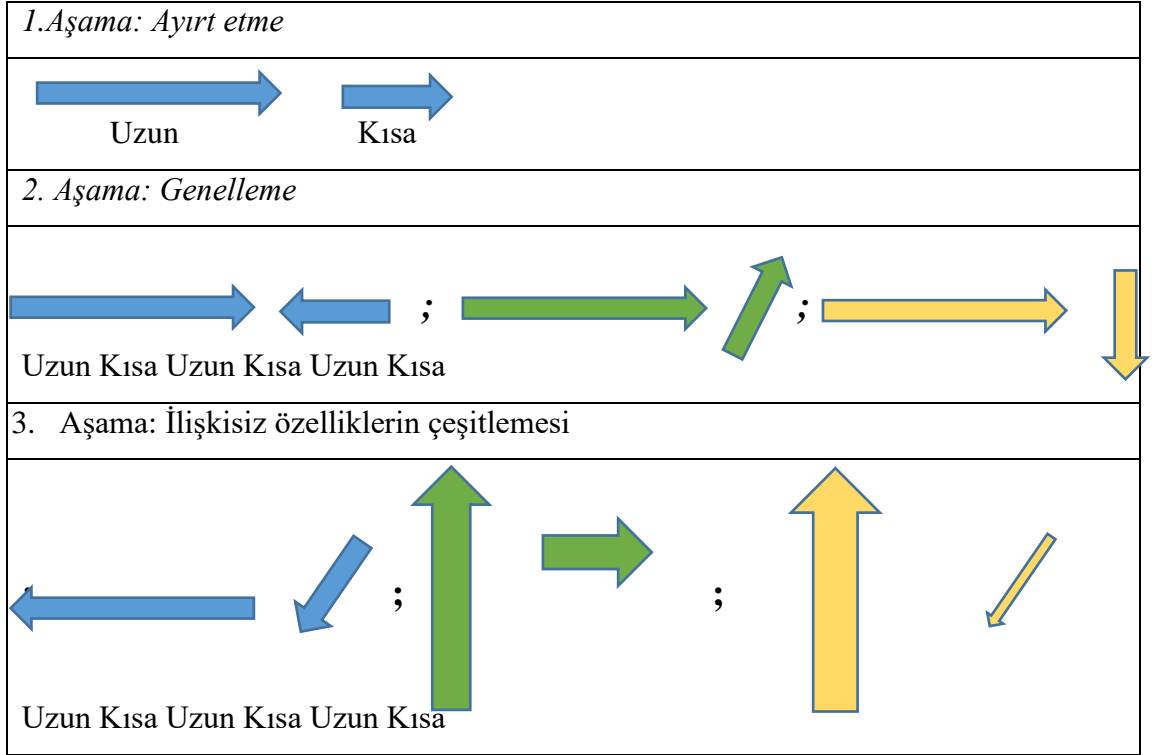 1.Aşama: Ayırt etme
Uzun Kısa
2. Aşama: Genelleme
; ;
Uzun Kısa Uzun Kısa Uzun Kısa
3. Aşama: İlişkisiz özelliklerin çeşitlemesi
; ;
Uzun Kısa Uzun Kısa Uzun Kısa